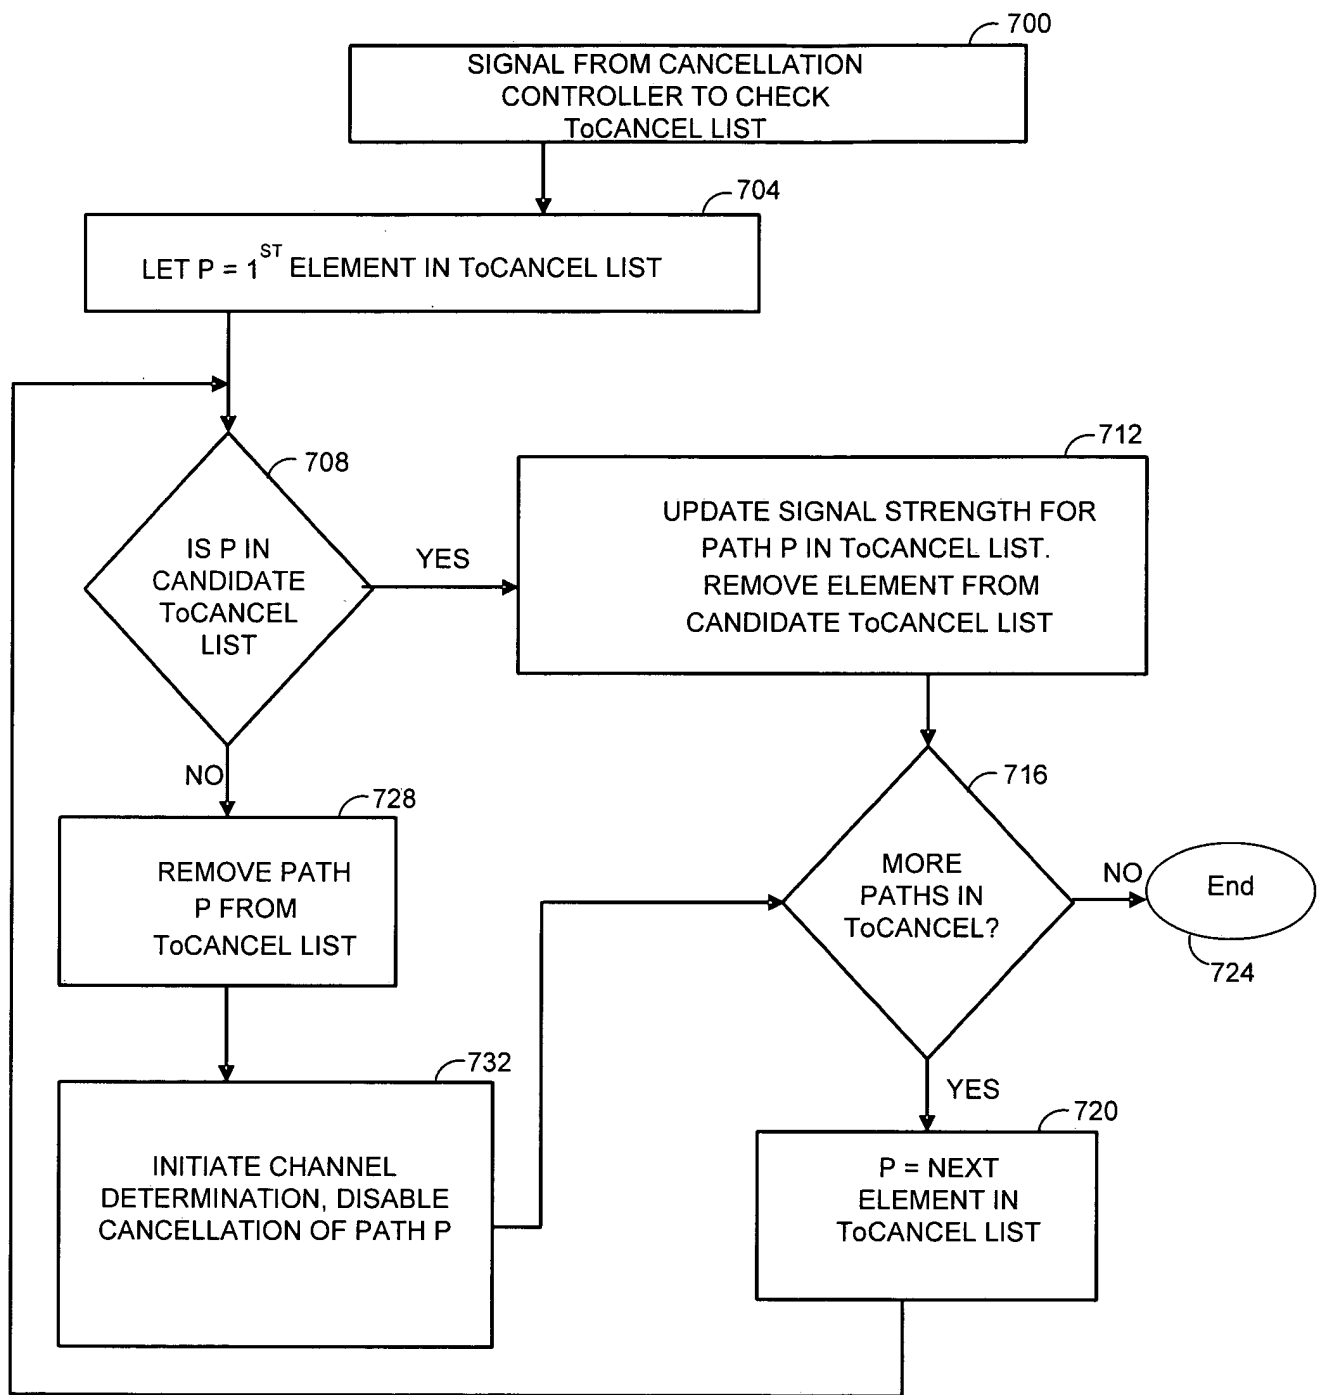 700
SIGNAL FROM CANCELLATION
CONTROLLER TO CHECK
ToCANCEL LIST
704
LET P = 1ST ELEMENT IN ToCANCEL LIST
708
IS P IN
CANDIDATE
ToCANCEL
LIST
YES
712
UPDATE SIGNAL STRENGTH FOR
PATH P IN ToCANCEL LIST.
REMOVE ELEMENT FROM
CANDIDATE ToCANCEL LIST
NO
728
REMOVE PATH
P FROM
ToCANCEL LIST
716
MORE
PATHS IN
ToCANCEL?
NO
End
724
732
INITIATE CHANNEL
DETERMINATION, DISABLE
CANCELLATION OF PATH P
YES
720
P = NEXT
ELEMENT IN
ToCANCEL LIST